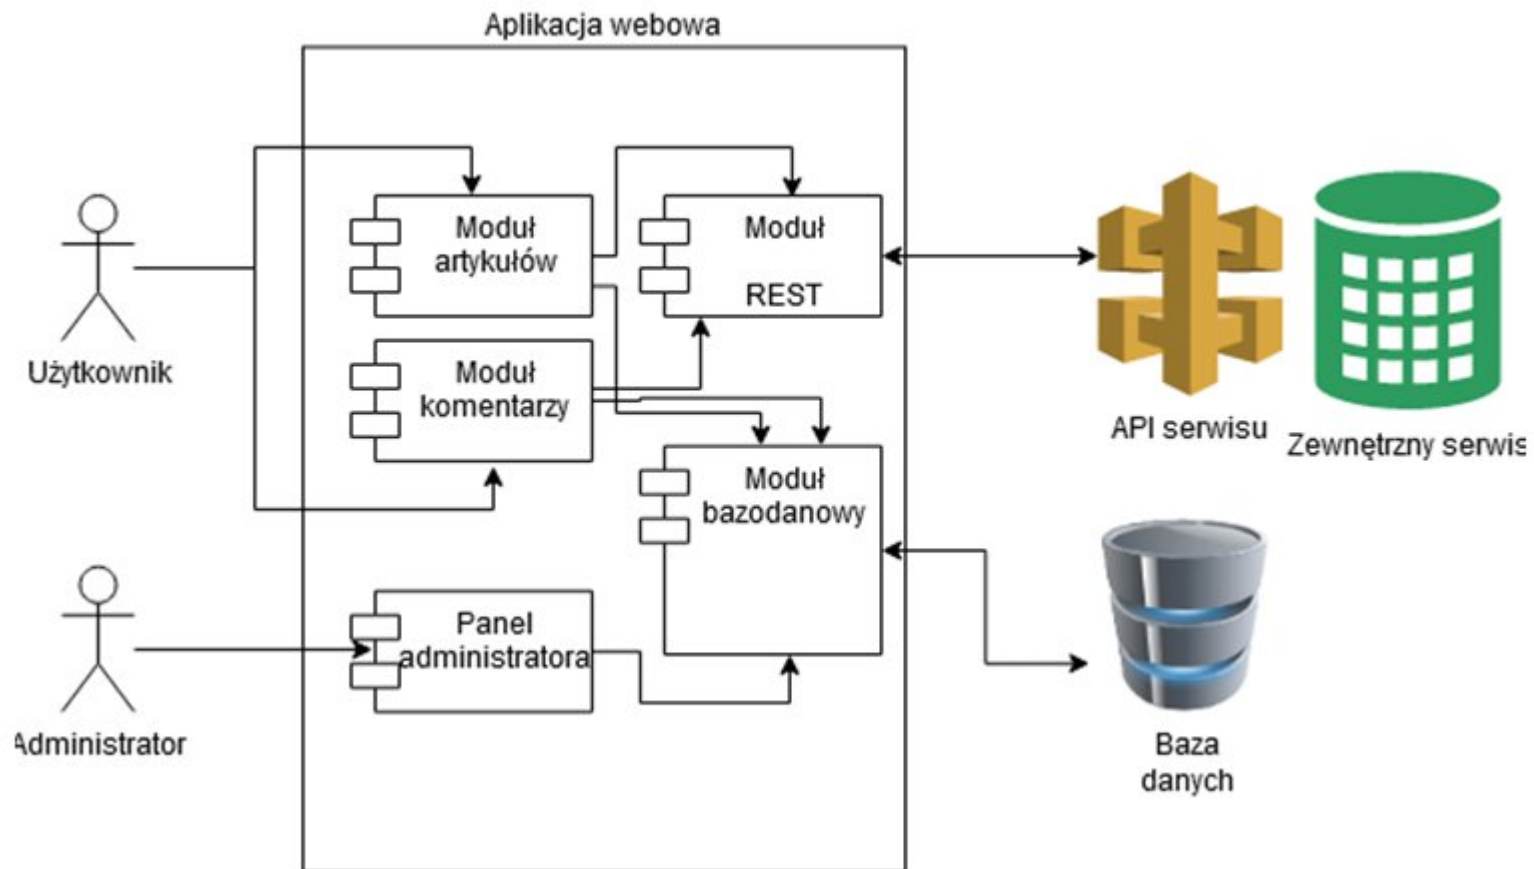 Aplikacja webowa
Moduł
artykułów
Moduł
REST
Użytkownik
Moduł
komentarzy
API serwisu
Zewnętrzny serwis
Moduł
bazodanowy
Panel
administratora
Administrator
Baza
danych